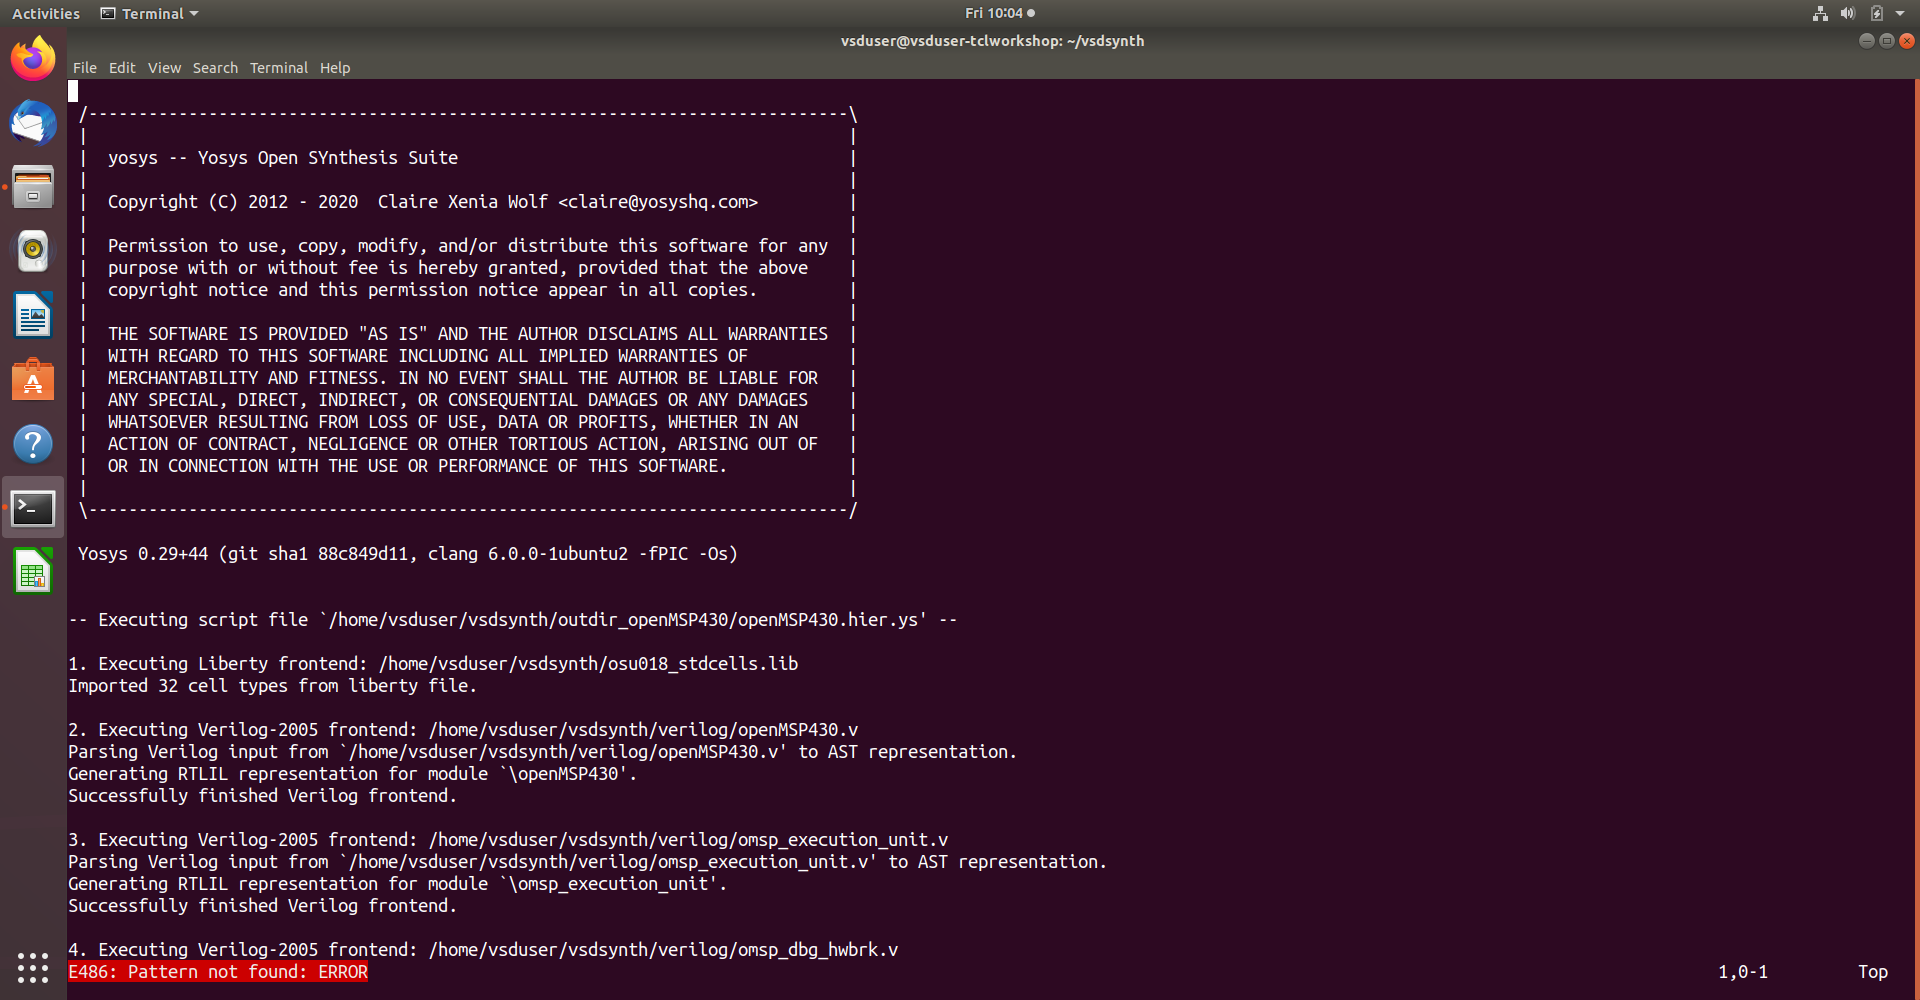 Activities Terminal Fri 10:04
vsduser@vsduser-tclworkshop: ~/vsdsynth
File Edit View Search Terminal Help
/----------------------------------------------------------------------------\
| |
| yosys -- Yosys Open SYnthesis Suite |
| |
| Copyright (C) 2012 - 2020 Claire Xenia Wolf <claire@yosyshq.com> |
| |
| Permission to use, copy, modify, and/or distribute this software for any |
| purpose with or without fee is hereby granted, provided that the above |
| copyright notice and this permission notice appear in all copies. |
| |
| THE SOFTWARE IS PROVIDED "AS IS" AND THE AUTHOR DISCLAIMS ALL WARRANTIES |
| WITH REGARD TO THIS SOFTWARE INCLUDING ALL IMPLIED WARRANTIES OF |
| MERCHANTABILITY AND FITNESS. IN NO EVENT SHALL THE AUTHOR BE LIABLE FOR |
| ANY SPECIAL, DIRECT, INDIRECT, OR CONSEQUENTIAL DAMAGES OR ANY DAMAGES |
| WHATSOEVER RESULTING FROM LOSS OF USE, DATA OR PROFITS, WHETHER IN AN |
| ACTION OF CONTRACT, NEGLIGENCE OR OTHER TORTIOUS ACTION, ARISING OUT OF |
| OR IN CONNECTION WITH THE USE OR PERFORMANCE OF THIS SOFTWARE. |
| |
\----------------------------------------------------------------------------/
Yosys 0.29+44 (git sha1 88c849d11, clang 6.0.0-1ubuntu2 -fPIC -Os)
-- Executing script file `/home/vsduser/vsdsynth/outdir_openMSP430/openMSP430.hier.ys' --
1. Executing Liberty frontend: /home/vsduser/vsdsynth/osu018_stdcells.lib
Imported 32 cell types from liberty file.
2. Executing Verilog-2005 frontend: /home/vsduser/vsdsynth/verilog/openMSP430.v
Parsing Verilog input from `/home/vsduser/vsdsynth/verilog/openMSP430.v' to AST representation.
Generating RTLIL representation for module `\openMSP430'.
Successfully finished Verilog frontend.
3. Executing Verilog-2005 frontend: /home/vsduser/vsdsynth/verilog/omsp_execution_unit.v
Parsing Verilog input from `/home/vsduser/vsdsynth/verilog/omsp_execution_unit.v' to AST representation.
Generating RTLIL representation for module `\omsp_execution_unit'.
Successfully finished Verilog frontend.
4. Executing Verilog-2005 frontend: /home/vsduser/vsdsynth/verilog/omsp_dbg_hwbrk.v
E486: Pattern not found: ERROR 1,0-1 Top